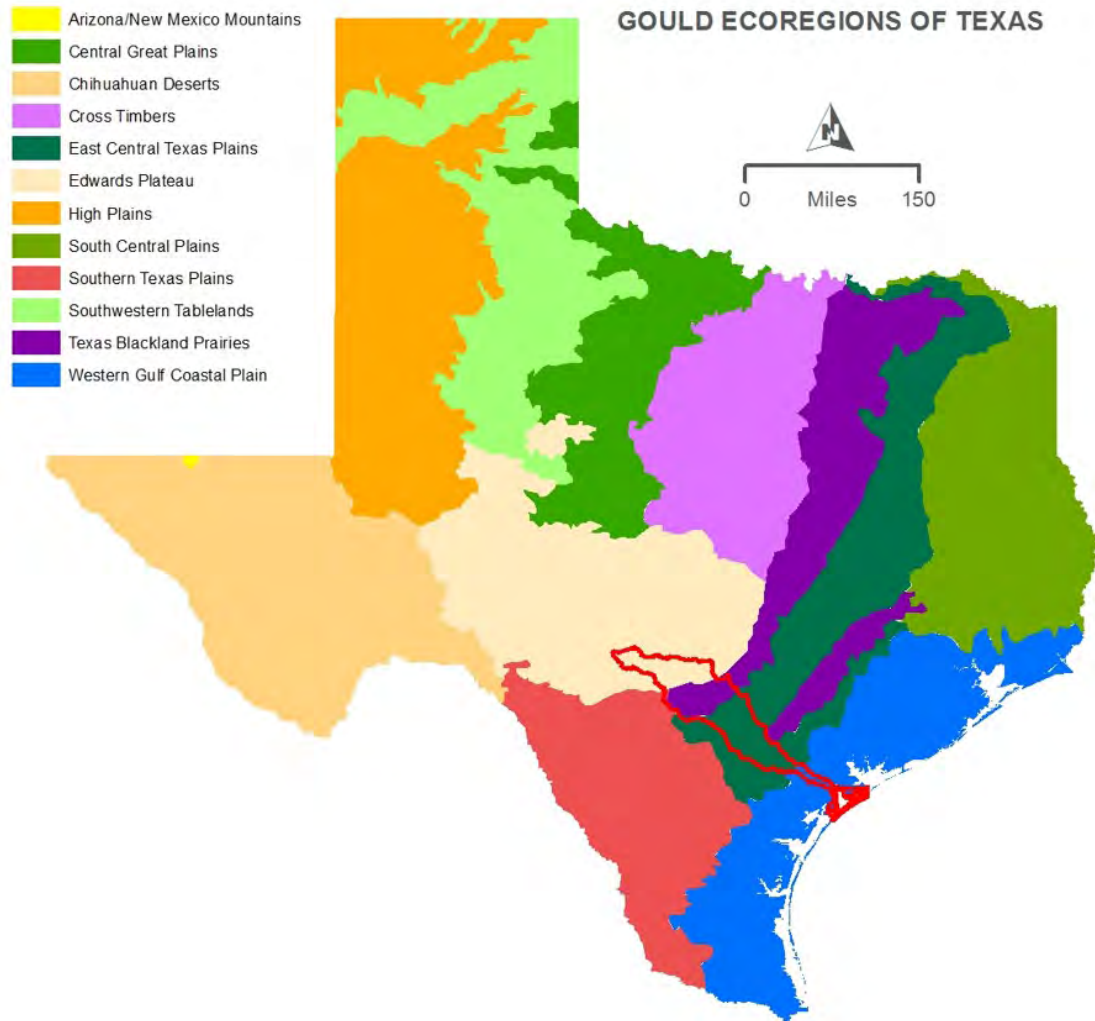 GOULD ECOREGIONS OF TEXAS
Arizona/New Mexico Mountains
Central Great Plains
Chihuahuan Deserts
Cross Timbers
East Central Texas Plains
Edwards Plateau
High Plains
South Central Plains
Southern Texas Plains
Southwestern Tablelands
Texas Blackland Prairies
Western Gulf Coastal Plain
N
0 Miles 150